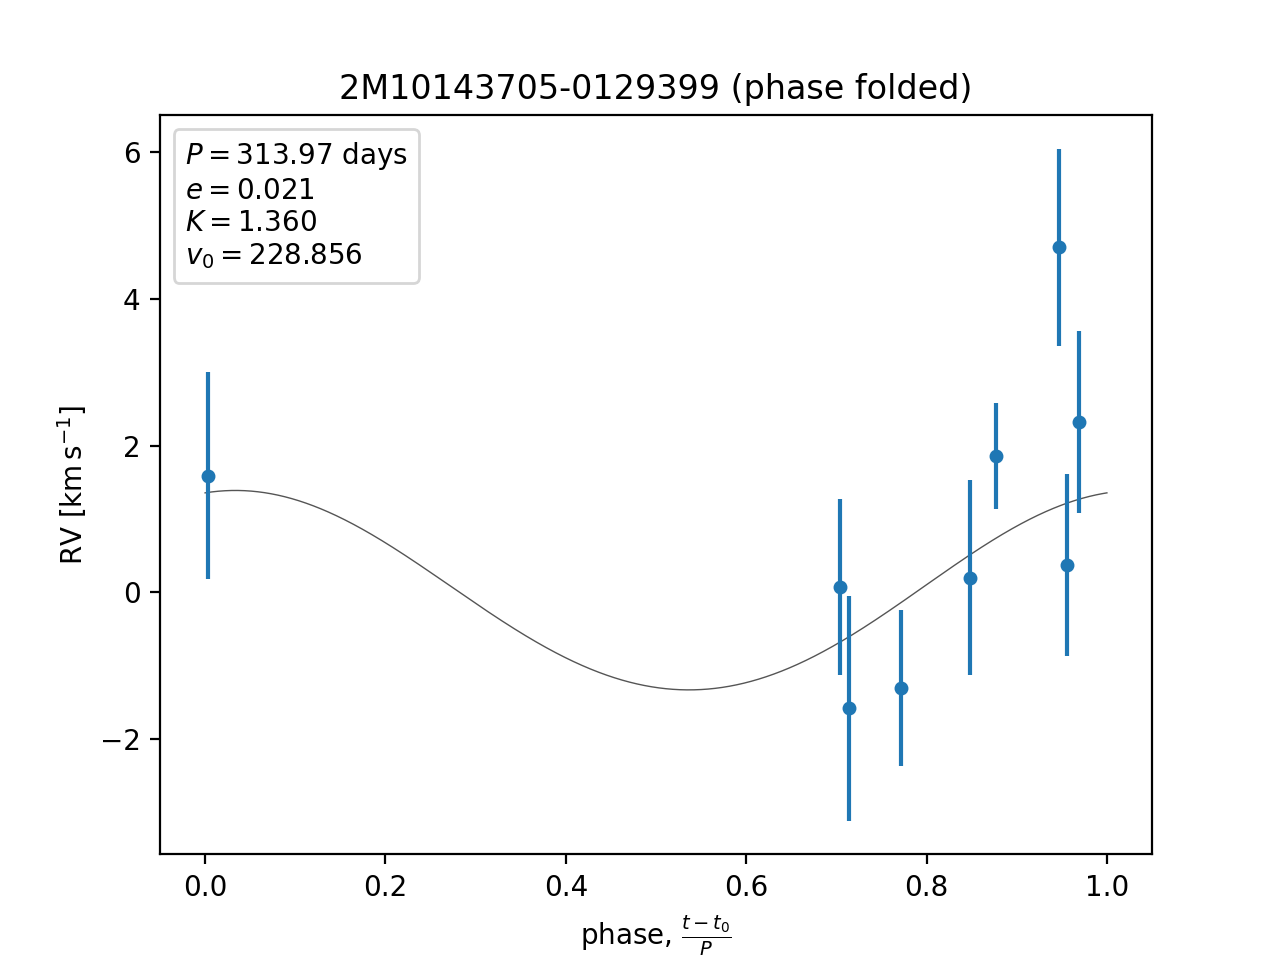 2M10143705-0129399 (phase folded)
P = 313.97 days
e = 0.021
K = 1.360
v₀ = 228.856
6
4
2
0
−2
RV [km s⁻¹]
0.0 0.2 0.4 0.6 0.8 1.0
phase, (t − t₀)/P